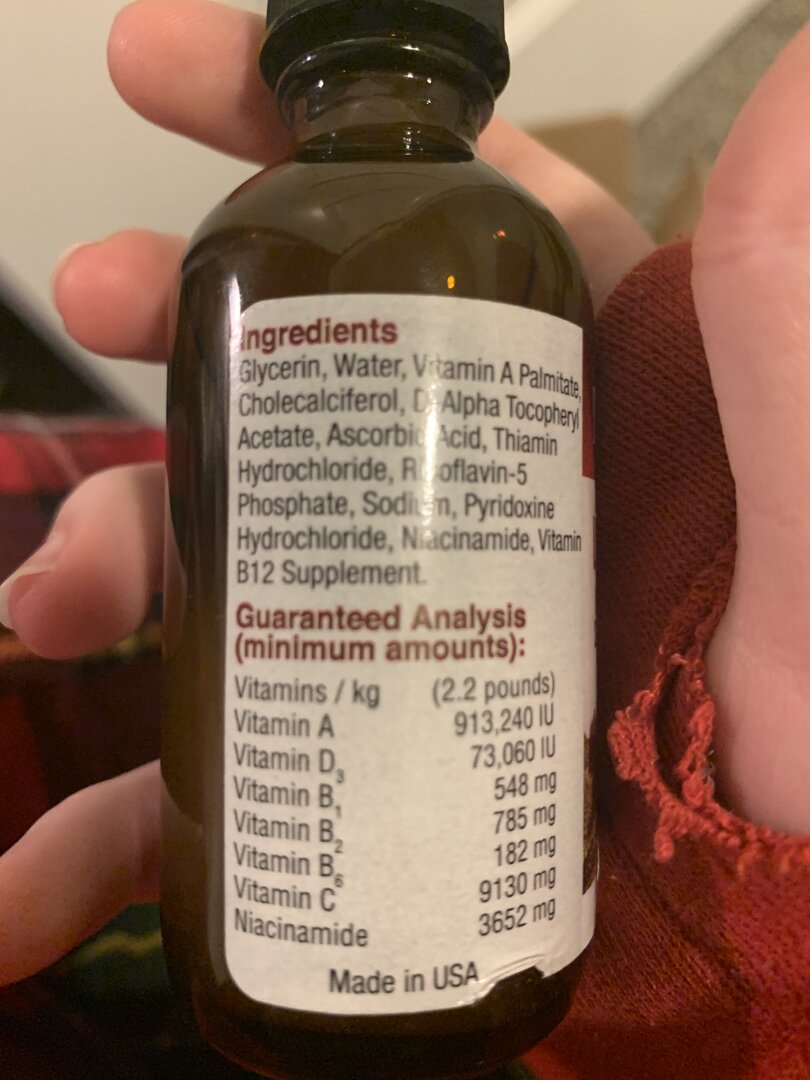 Ingredients
Glycerin, Water, Vitamin A Palmitate,
Cholecalciferol, D-Alpha Tocopheryl
Acetate, Ascorbic Acid, Thiamin
Hydrochloride, Riboflavin-5
Phosphate, Sodium, Pyridoxine
Hydrochloride, Niacinamide, Vitamin
B12 Supplement.
Guaranteed Analysis
(minimum amounts):
Vitamins / kg (2.2 pounds)
Vitamin A 913,240 IU
Vitamin D₃ 73,060 IU
Vitamin B₁ 548 mg
Vitamin B₂ 785 mg
Vitamin B₆ 182 mg
Vitamin C 9130 mg
Niacinamide 3652 mg
Made in USA